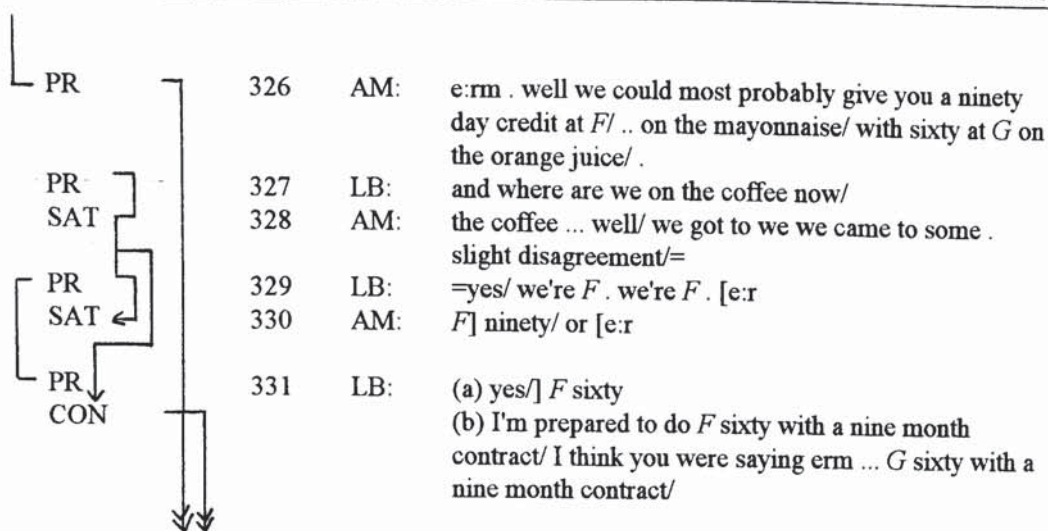 PR 326 AM: e:rm . well we could most probably give you a ninety
day credit at F/ .. on the mayonnaise/ with sixty at G on
the orange juice/ .
PR 327 LB: and where are we on the coffee now/
SAT 328 AM: the coffee ... well/ we got to we we came to some .
slight disagreement/=
PR 329 LB: =yes/ we're F . we're F . [e:r
SAT 330 AM: F] ninety/ or [e:r
PR 331 LB: (a) yes/] F sixty
CON (b) I'm prepared to do F sixty with a nine month
contract/ I think you were saying erm ... G sixty with a
nine month contract/